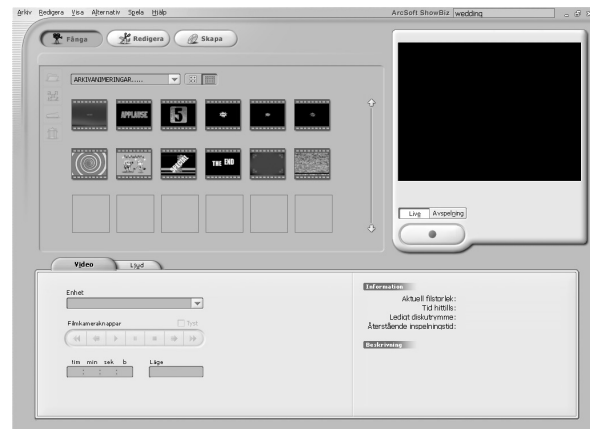 Arkiv Redigera Visa Alternativ Spela Hjälp
ArcSoft ShowBiz wedding
Fånga Redigera Skapa
ARKIVANIMERINGAR.....
APPLAUSE 5
THE END
Live Avspelning
Video Ljud
Enhet
Filmkameraknappar Tyst
tim min sek b Läge
: : :
Information
Aktuell filstorlek:
Tid hittills:
Ledigt diskutrymme:
Återstående inspelningstid:
Beskrivning